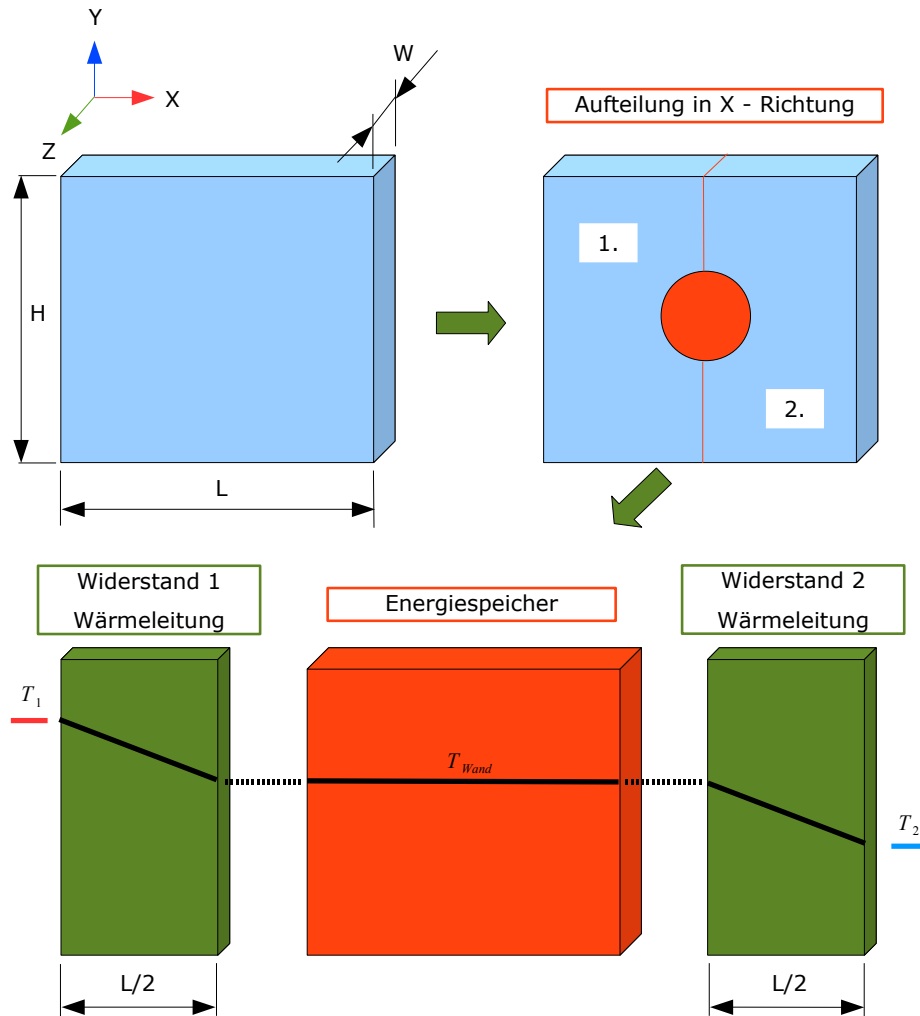 Y
W
X
Aufteilung in X - Richtung
Z
1.
H
2.
L
Widerstand 1
Wärmeleitung
Energiespeicher
Widerstand 2
Wärmeleitung
T1
TWand
T2
L/2
L/2